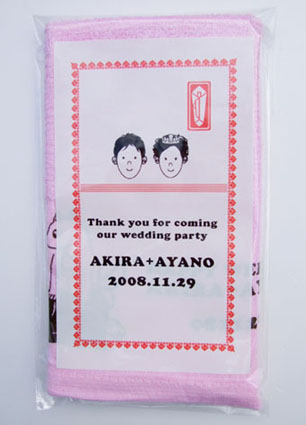 Thank you for coming
our wedding party
AKIRA+AYANO
2008.11.29